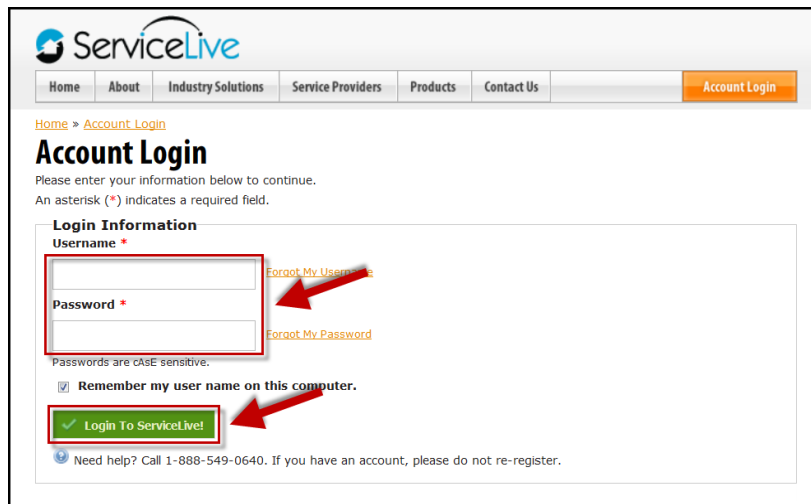 ServiceLive
Home About Industry Solutions Service Providers Products Contact Us Account Login
Home » Account Login
Account Login
Please enter your information below to continue.
An asterisk (*) indicates a required field.
Login Information
Username *
Forgot My Username
Password *
Forgot My Password
Passwords are cAsE sensitive.
Remember my user name on this computer.
Login To ServiceLive!
Need help? Call 1-888-549-0640. If you have an account, please do not re-register.